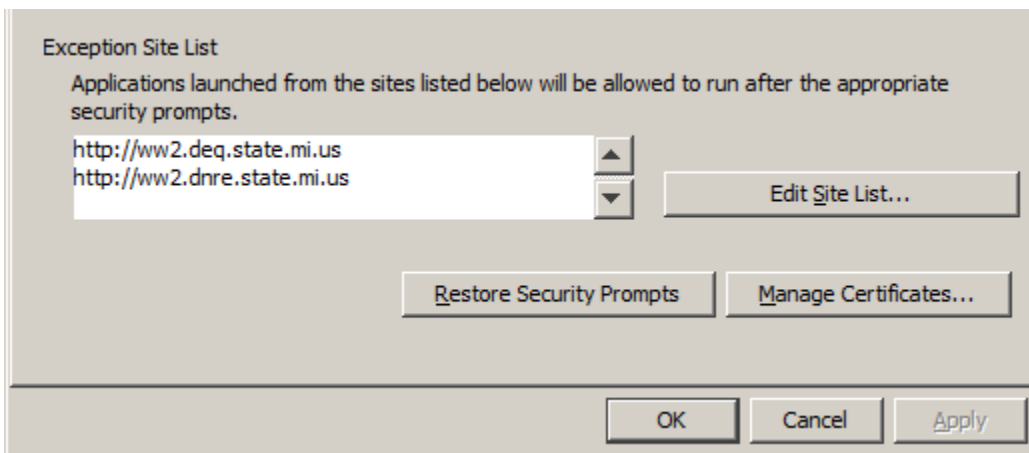 Exception Site List
Applications launched from the sites listed below will be allowed to run after the appropriate
security prompts.
http://ww2.deq.state.mi.us
http://ww2.dnre.state.mi.us
Edit Site List...
Restore Security Prompts
Manage Certificates...
OK
Cancel
Apply